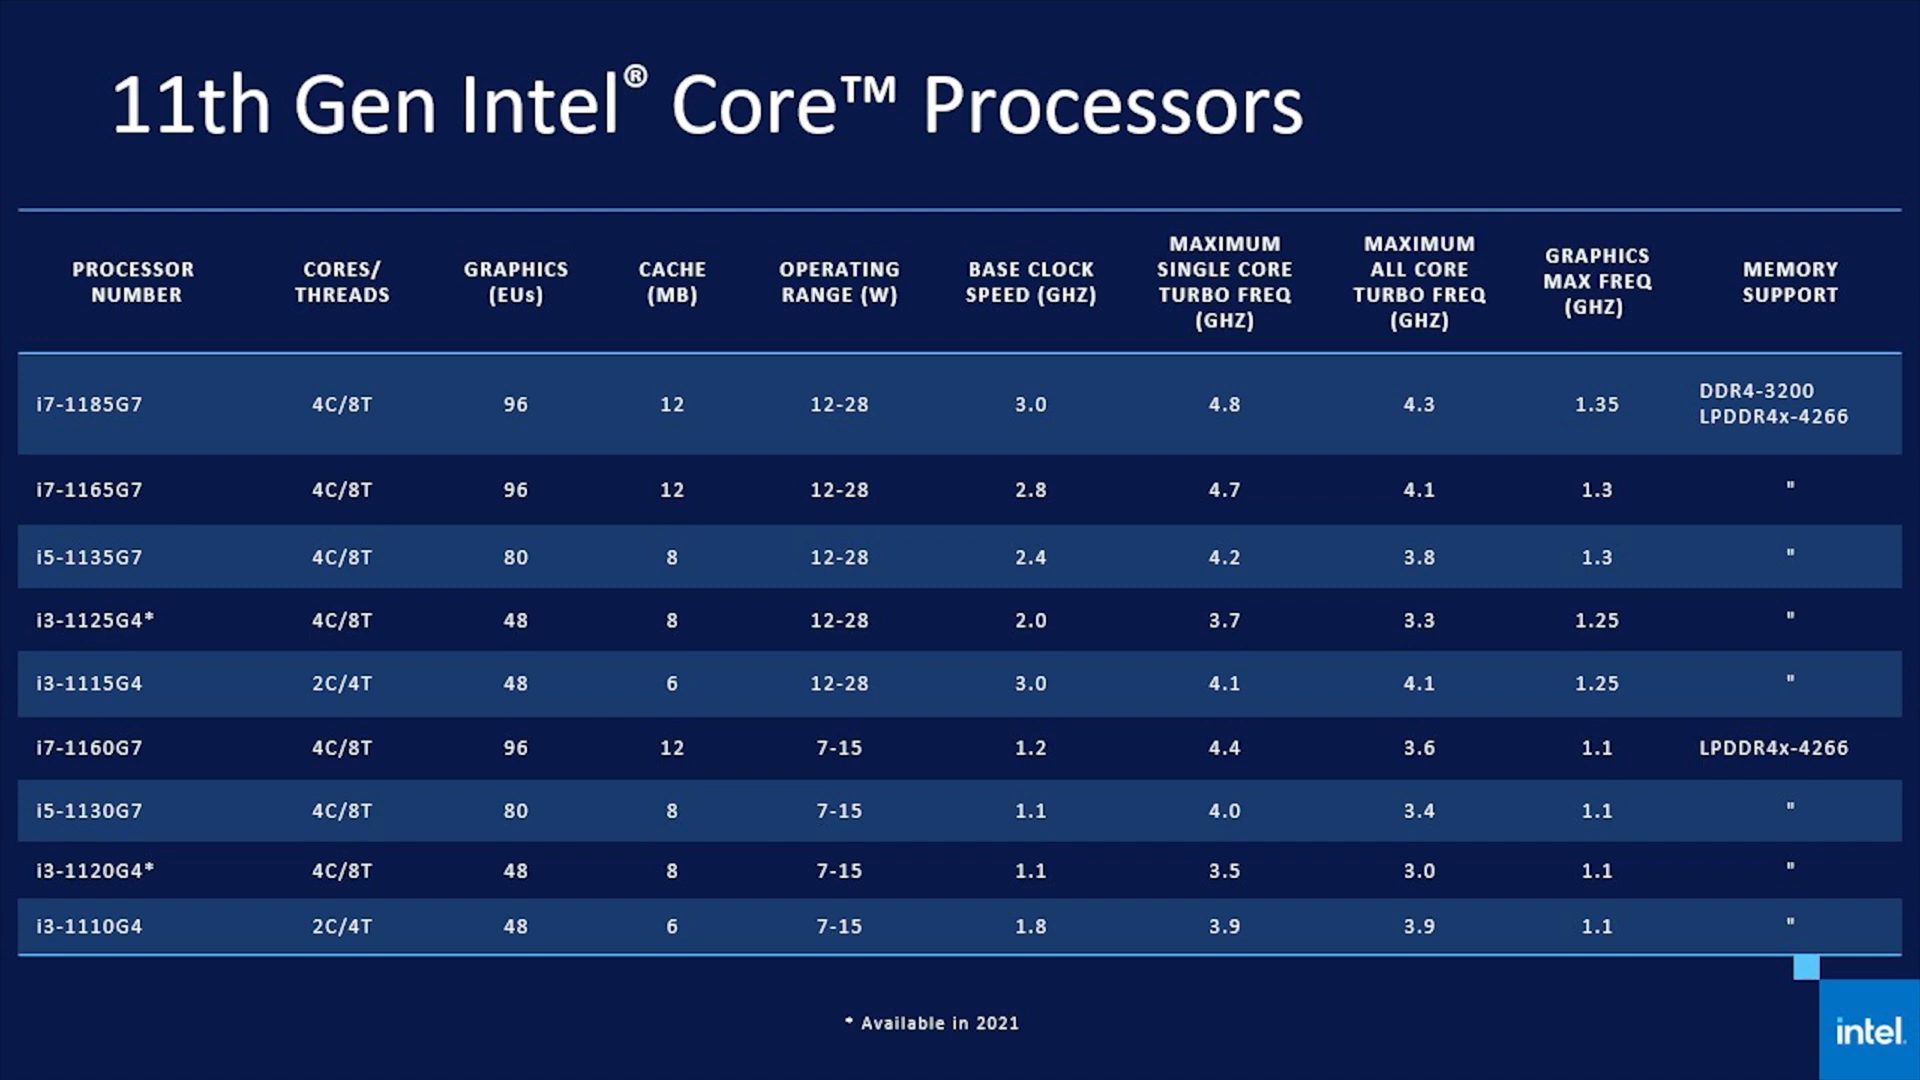 11th Gen Intel® Core™ Processors
PROCESSOR NUMBER CORES/ THREADS GRAPHICS (EUs) CACHE (MB) OPERATING RANGE (W) BASE CLOCK SPEED (GHZ) MAXIMUM SINGLE CORE TURBO FREQ (GHZ) MAXIMUM ALL CORE TURBO FREQ (GHZ) GRAPHICS MAX FREQ (GHZ) MEMORY SUPPORT
i7-1185G7 4C/8T 96 12 12-28 3.0 4.8 4.3 1.35 DDR4-3200 LPDDR4x-4266
i7-1165G7 4C/8T 96 12 12-28 2.8 4.7 4.1 1.3 "
i5-1135G7 4C/8T 80 8 12-28 2.4 4.2 3.8 1.3 "
i3-1125G4* 4C/8T 48 8 12-28 2.0 3.7 3.3 1.25 "
i3-1115G4 2C/4T 48 6 12-28 3.0 4.1 4.1 1.25 "
i7-1160G7 4C/8T 96 12 7-15 1.2 4.4 3.6 1.1 LPDDR4x-4266
i5-1130G7 4C/8T 80 8 7-15 1.1 4.0 3.4 1.1 "
i3-1120G4* 4C/8T 48 8 7-15 1.1 3.5 3.0 1.1 "
i3-1110G4 2C/4T 48 6 7-15 1.8 3.9 3.9 1.1 "
* Available in 2021
intel.